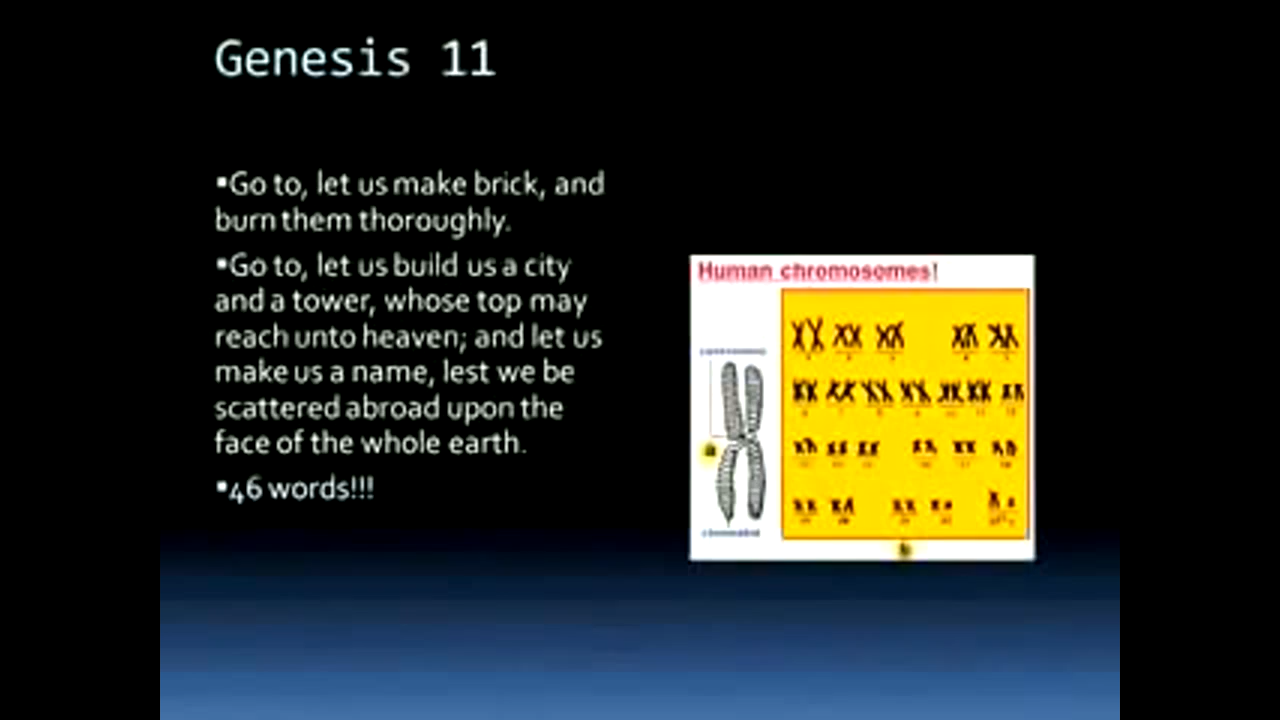 Genesis 11
▪Go to, let us make brick, and
burn them thoroughly.
▪Go to, let us build us a city
and a tower, whose top may
reach unto heaven; and let us
make us a name, lest we be
scattered abroad upon the
face of the whole earth.
▪46 words!!!
Human chromosomes!
a
b